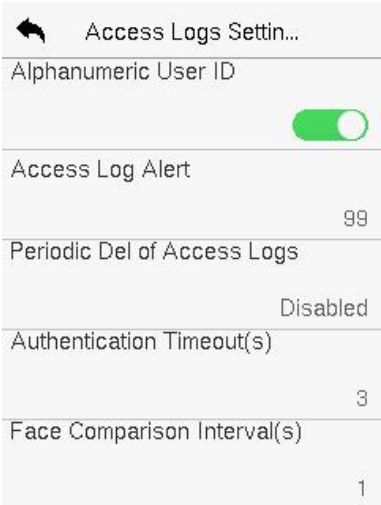 Access Logs Settin...
Alphanumeric User ID
Access Log Alert
99
Periodic Del of Access Logs
Disabled
Authentication Timeout(s)
3
Face Comparison Interval(s)
1